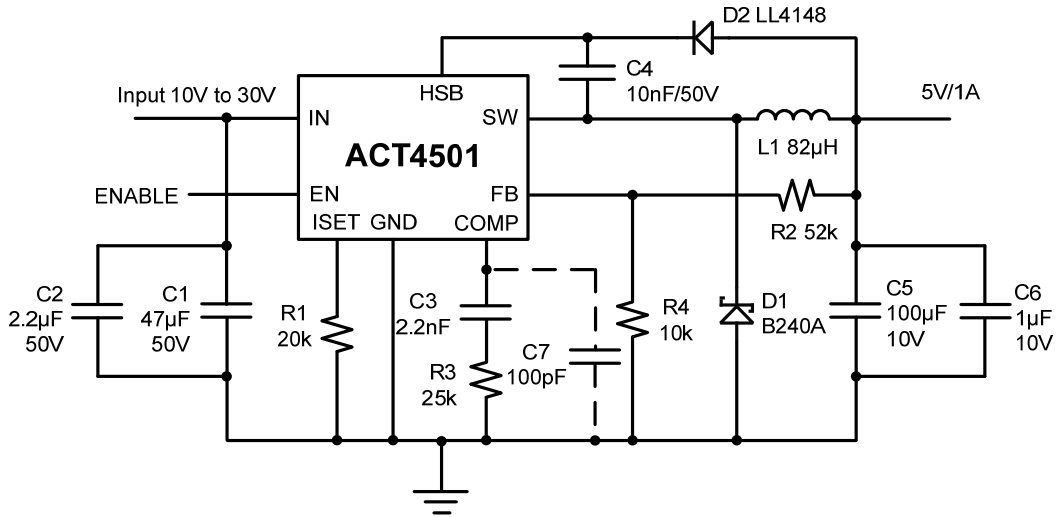 D2 LL4148
C4
10nF/50V
Input 10V to 30V
HSB
5V/1A
IN
SW
L1 82μH
ACT4501
ENABLE
EN
FB
ISET GND COMP
R2 52k
C2
2.2μF
50V
C1
47μF
50V
R1
20k
C3
2.2nF
R3
25k
C7
100pF
R4
10k
D1
B240A
C5
100μF
10V
C6
1μF
10V